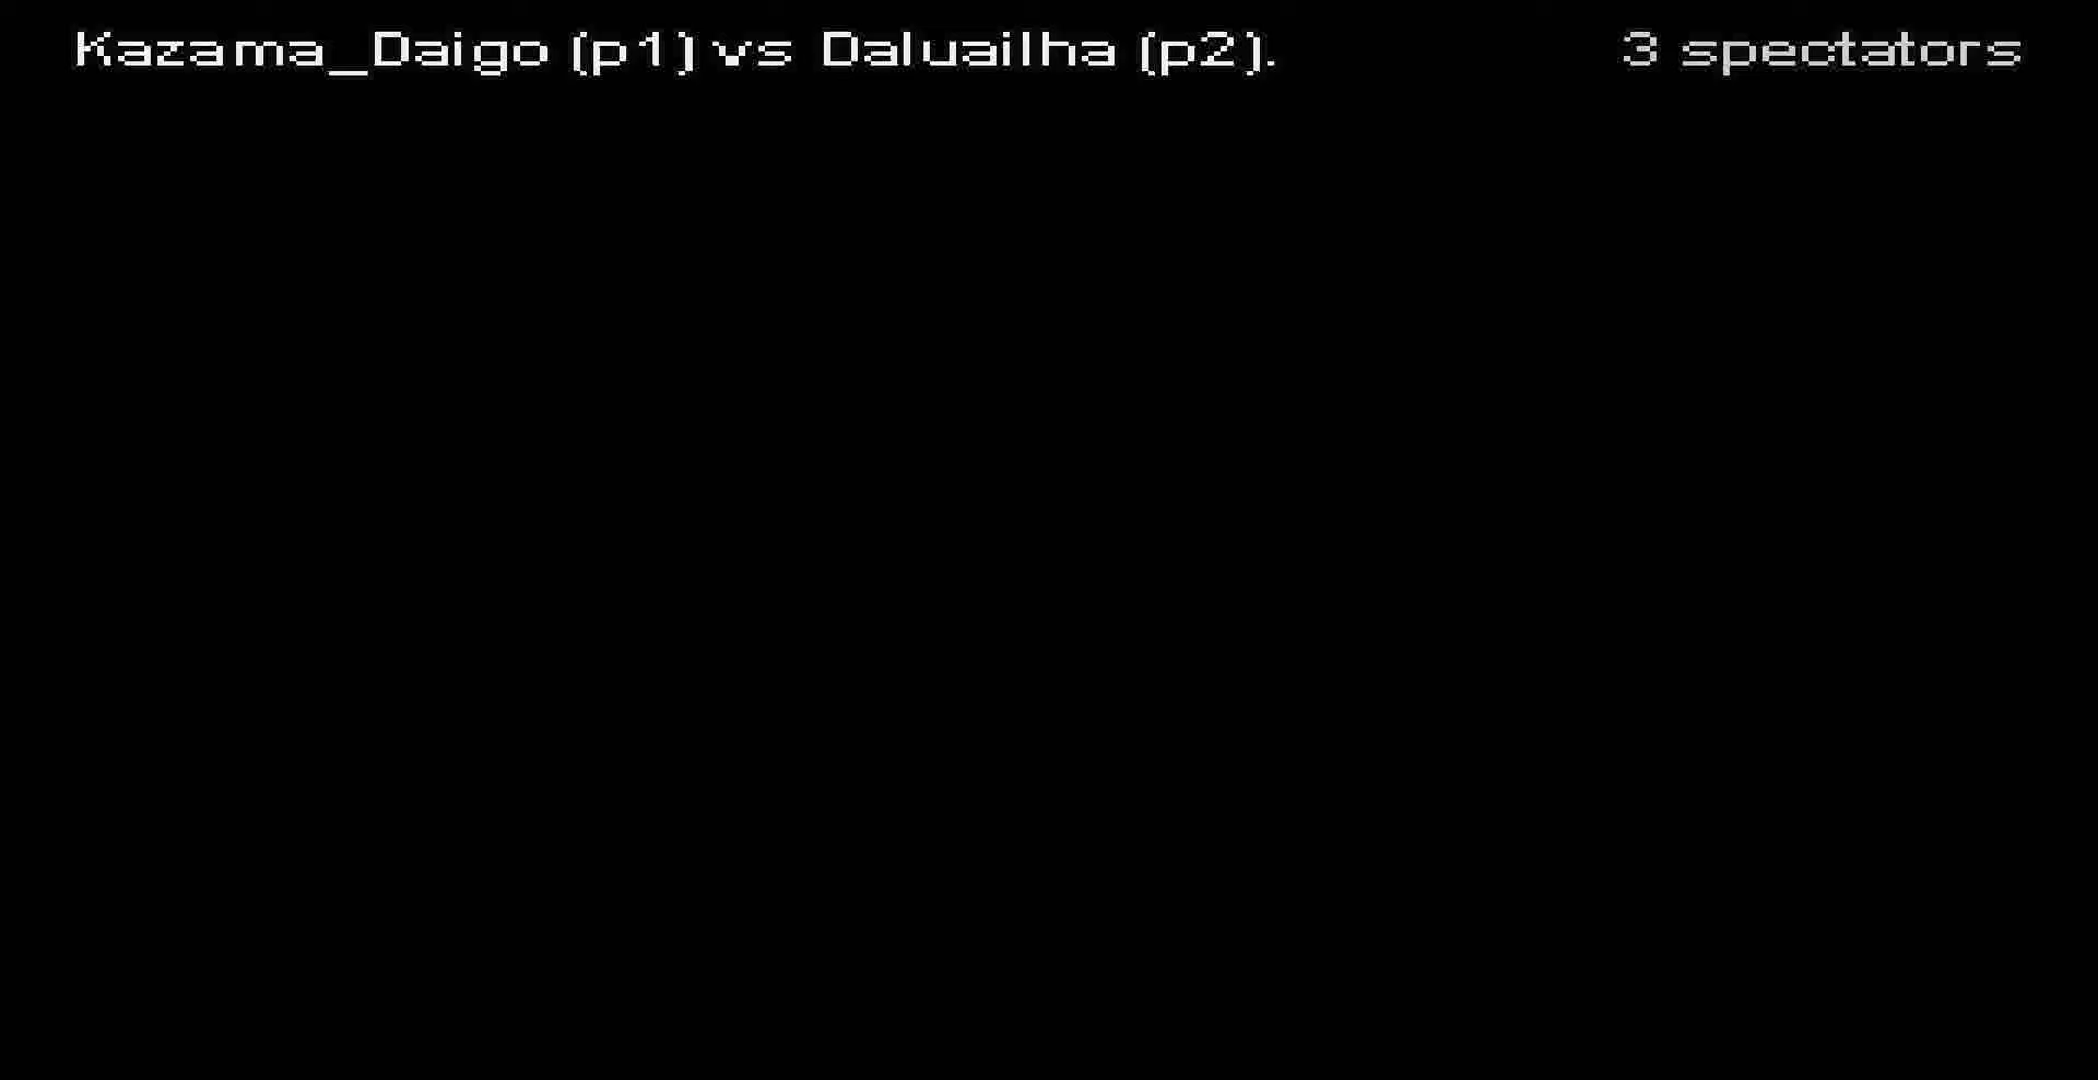 Kazama_Daigo (p1) vs Daluailha (p2).
3 spectators